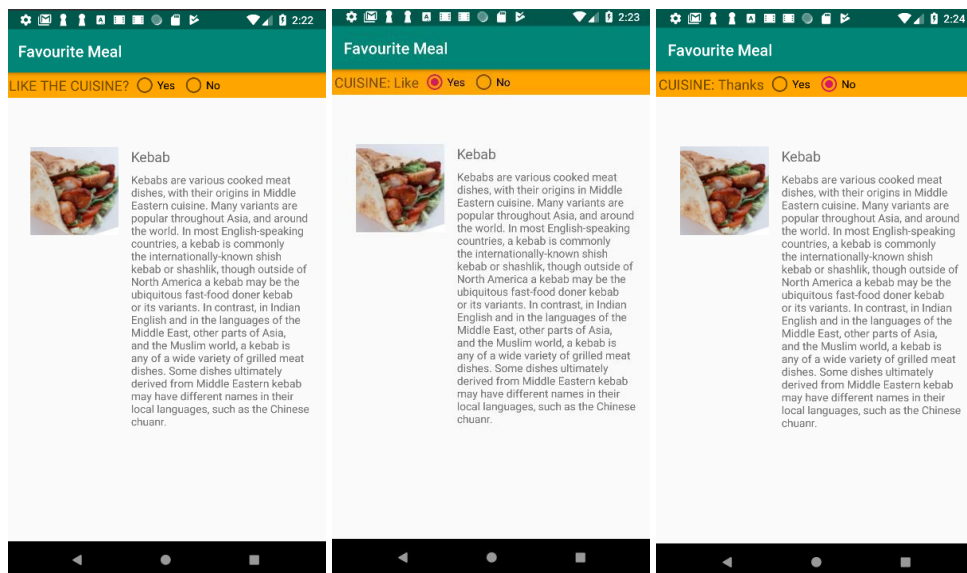 2:22
Favourite Meal
LIKE THE CUISINE? Yes No
Kebab
Kebabs are various cooked meat
dishes, with their origins in Middle
Eastern cuisine. Many variants are
popular throughout Asia, and around
the world. In most English-speaking
countries, a kebab is commonly
the internationally-known shish
kebab or shashlik, though outside of
North America a kebab may be the
ubiquitous fast-food doner kebab
or its variants. In contrast, in Indian
English and in the languages of the
Middle East, other parts of Asia,
and the Muslim world, a kebab is
any of a wide variety of grilled meat
dishes. Some dishes ultimately
derived from Middle Eastern kebab
may have different names in their
local languages, such as the Chinese
chuanr.
2:23
Favourite Meal
CUISINE: Like Yes No
Kebab
Kebabs are various cooked meat
dishes, with their origins in Middle
Eastern cuisine. Many variants are
popular throughout Asia, and around
the world. In most English-speaking
countries, a kebab is commonly
the internationally-known shish
kebab or shashlik, though outside of
North America a kebab may be the
ubiquitous fast-food doner kebab
or its variants. In contrast, in Indian
English and in the languages of the
Middle East, other parts of Asia,
and the Muslim world, a kebab is
any of a wide variety of grilled meat
dishes. Some dishes ultimately
derived from Middle Eastern kebab
may have different names in their
local languages, such as the Chinese
chuanr.
2:24
Favourite Meal
CUISINE: Thanks Yes No
Kebab
Kebabs are various cooked meat
dishes, with their origins in Middle
Eastern cuisine. Many variants are
popular throughout Asia, and around
the world. In most English-speaking
countries, a kebab is commonly
the internationally-known shish
kebab or shashlik, though outside of
North America a kebab may be the
ubiquitous fast-food doner kebab
or its variants. In contrast, in Indian
English and in the languages of the
Middle East, other parts of Asia,
and the Muslim world, a kebab is
any of a wide variety of grilled meat
dishes. Some dishes ultimately
derived from Middle Eastern kebab
may have different names in their
local languages, such as the Chinese
chuanr.